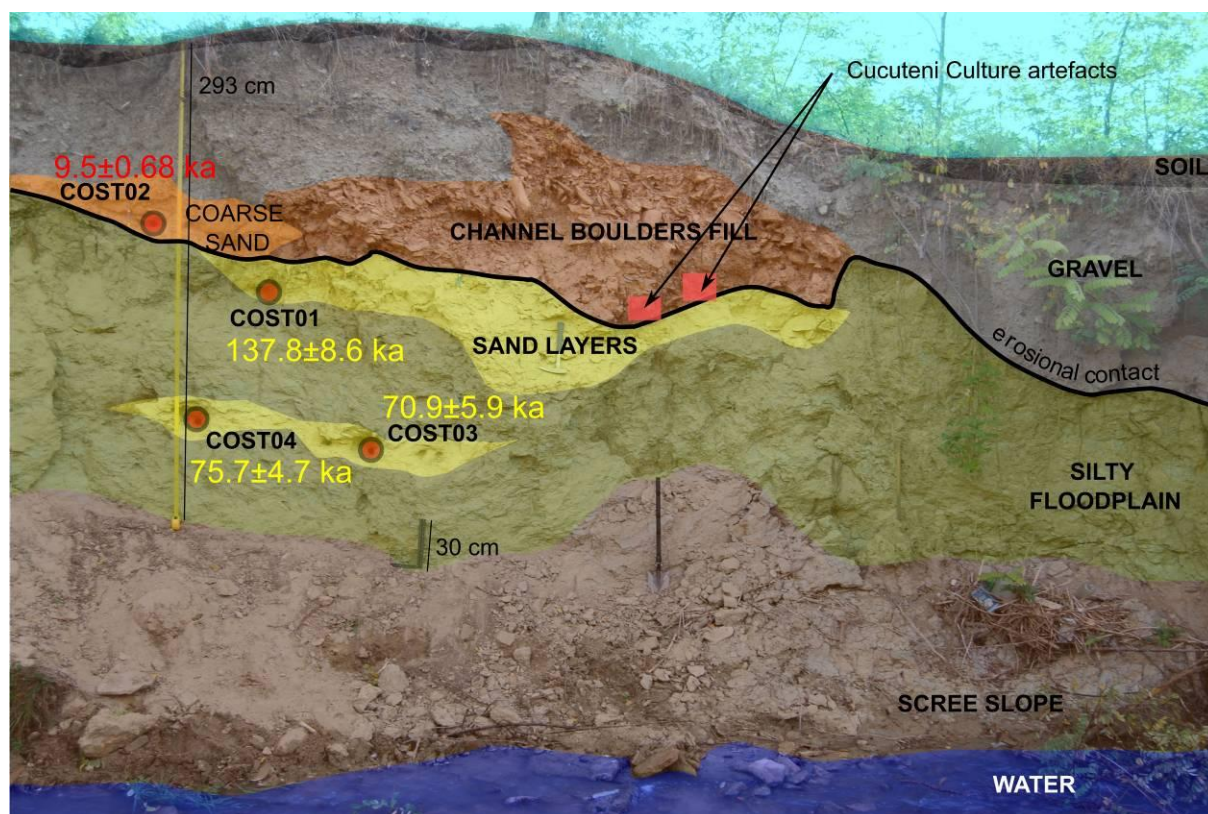 Cucuteni Culture artefacts
293 cm
9.5±0.68 ka
COST02
COARSE
SAND
SOIL
CHANNEL BOULDERS FILL
GRAVEL
COST01
137.8±8.6 ka
SAND LAYERS
erosional contact
70.9±5.9 ka
COST03
COST04
75.7±4.7 ka
SILTY
FLOODPLAIN
30 cm
SCREE SLOPE
WATER